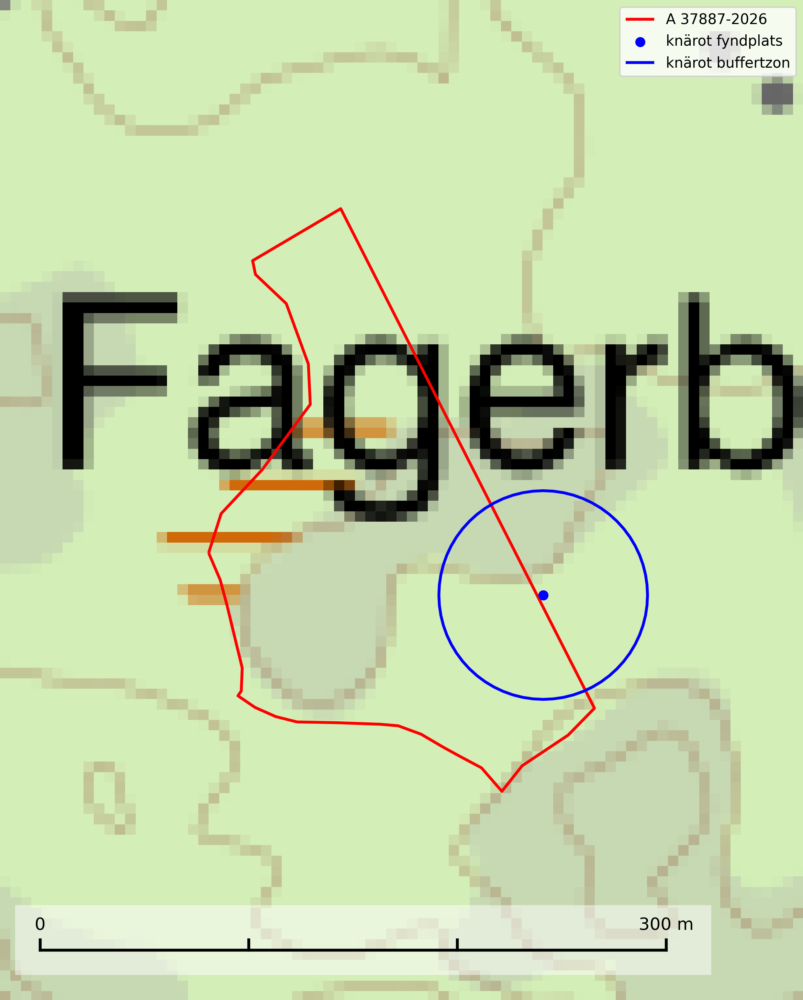 A 37887-2026
knärot fyndplats
knärot buffertzon
Fagerb
0 300 m